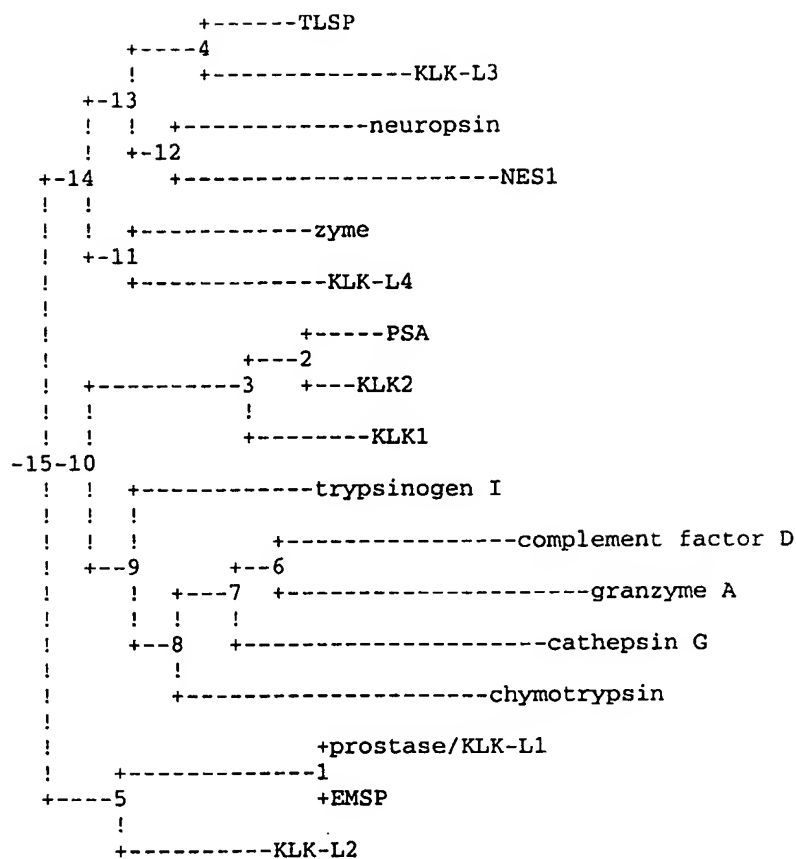 +------TLSP
+----4
! +--------------KLK-L3
+-13
! ! +-------------neuropsin
! +-12
+-14 +----------------------NES1
! !
! ! +------------zyme
! +-11
! +-------------KLK-L4
!
! +-----PSA
! +---2
! +-----------3 +---KLK2
! ! !
! ! +--------KLK1
-15-10
! ! +------------trypsinogen I
! ! !
! ! ! +----------------complement factor D
! ! ! +--6
! +--9 +---7 +---------------------granzyme A
! ! ! !
! +--8 +---------------------cathepsin G
! !
! +---------------------chymotrypsin
!
! +prostase/KLK-L1
! +-------------1
+----5 +EMSP
!
+----------KLK-L2